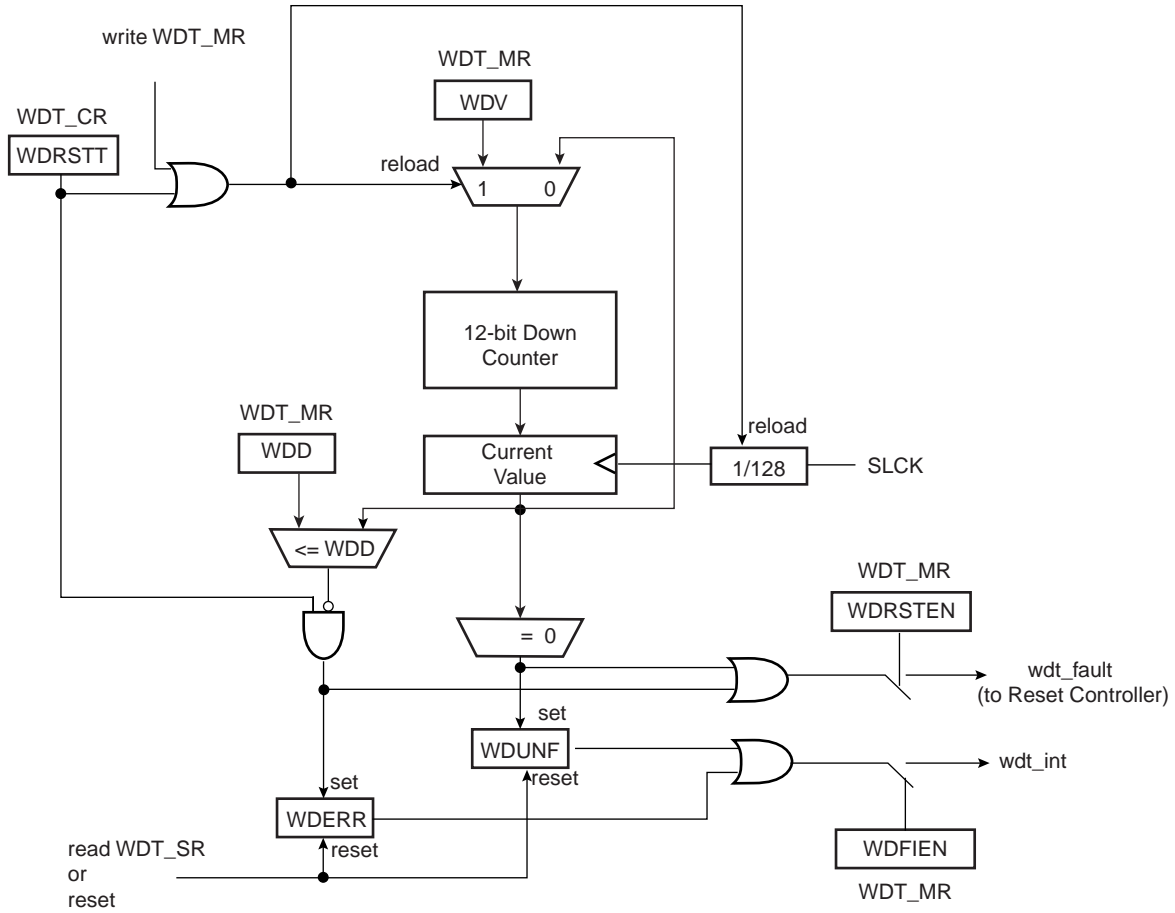 write WDT_MR
WDT_MR
WDV
WDT_CR
WDRSTT
reload
1 0
12-bit Down
Counter
WDT_MR
WDD
Current
Value
reload
1/128
SLCK
<= WDD
WDT_MR
WDRSTEN
= 0
wdt_fault
(to Reset Controller)
set
WDUNF
reset
wdt_int
set
WDERR
reset
read WDT_SR
or
reset
WDFIEN
WDT_MR